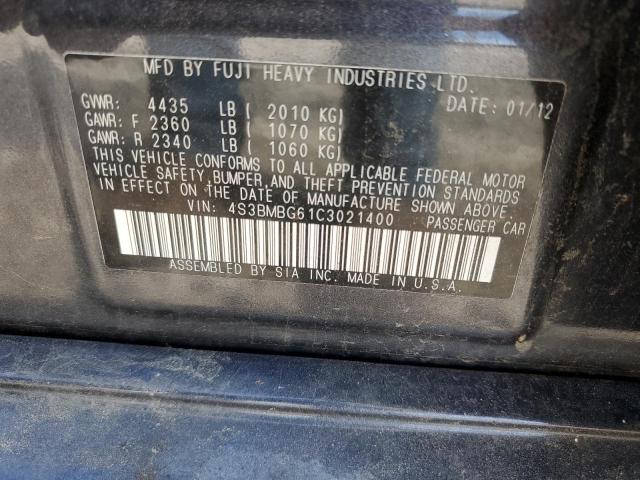 MFD BY FUJI HEAVY INDUSTRIES LTD.
GVWR: 4435 LB ( 2010 KG) DATE: 01/12
GAWR: F 2360 LB ( 1070 KG)
GAWR: R 2340 LB ( 1060 KG)
THIS VEHICLE CONFORMS TO ALL APPLICABLE FEDERAL MOTOR
VEHICLE SAFETY, BUMPER, AND THEFT PREVENTION STANDARDS
IN EFFECT ON THE DATE OF MANUFACTURE SHOWN ABOVE.
VIN: 4S3BMBG61C3021400 PASSENGER CAR
ASSEMBLED BY SIA INC. MADE IN U.S.A.